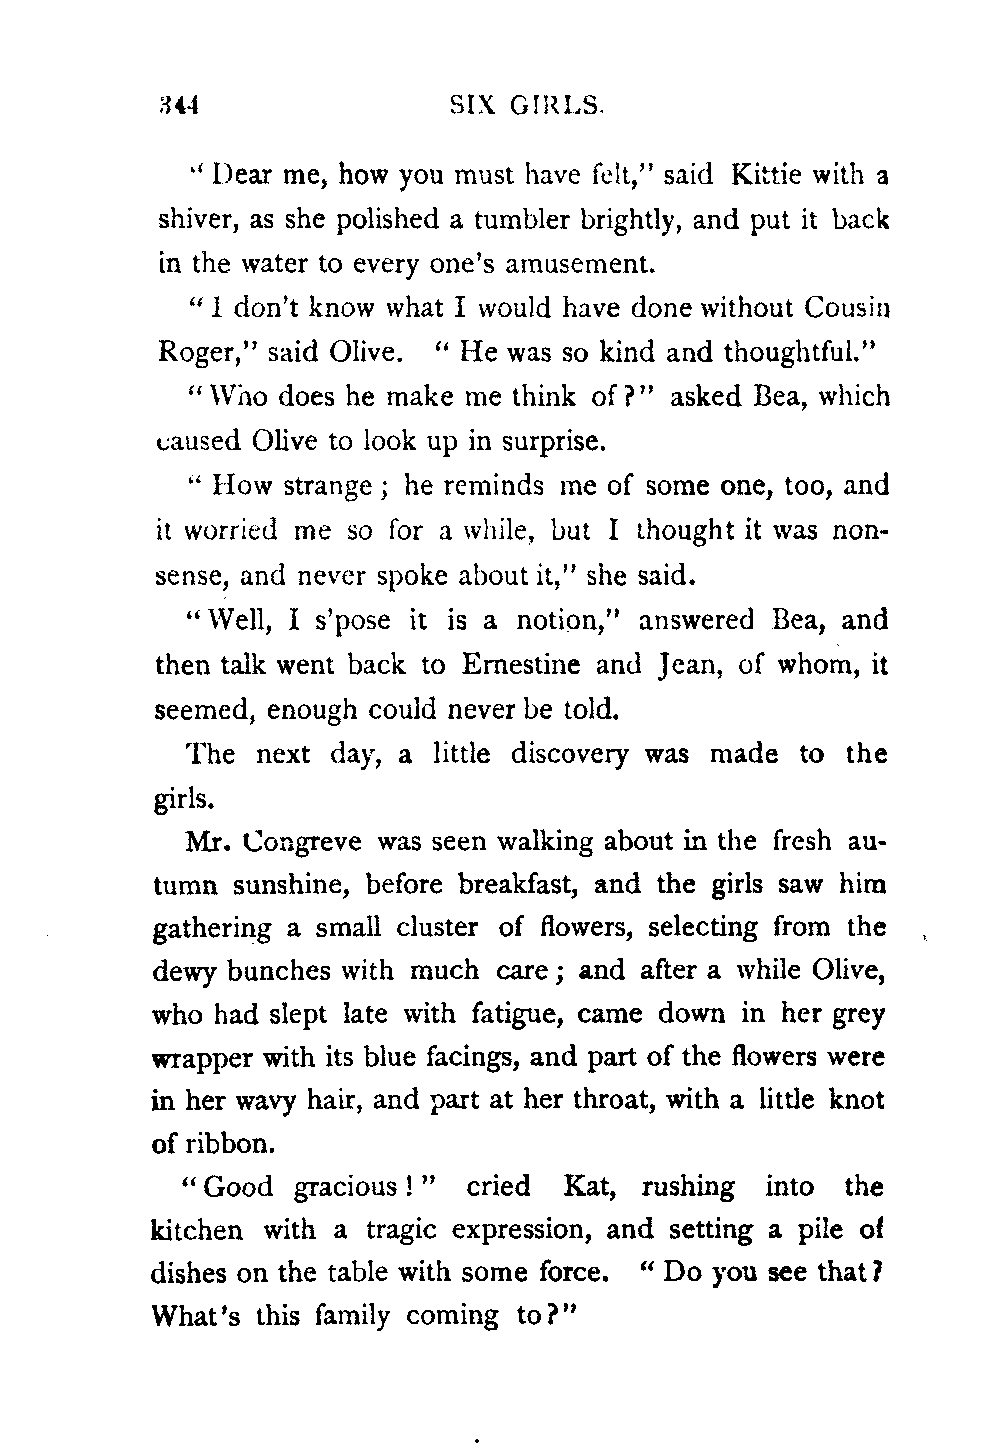 344 SIX GIRLS.
"Dear me, how you must have felt," said Kittie with a
shiver, as she polished a tumbler brightly, and put it back
in the water to every one's amusement.
"I don't know what I would have done without Cousin
Roger," said Olive. "He was so kind and thoughtful."
"Who does he make me think of?" asked Bea, which
caused Olive to look up in surprise.
"How strange; he reminds me of some one, too, and
it worried me so for a while, but I thought it was non-
sense, and never spoke about it," she said.
"Well, I s'pose it is a notion," answered Bea, and
then talk went back to Ernestine and Jean, of whom, it
seemed, enough could never be told.
The next day, a little discovery was made to the
girls.
Mr. Congreve was seen walking about in the fresh au-
tumn sunshine, before breakfast, and the girls saw him
gathering a small cluster of flowers, selecting from the
dewy bunches with much care; and after a while Olive,
who had slept late with fatigue, came down in her grey
wrapper with its blue facings, and part of the flowers were
in her wavy hair, and part at her throat, with a little knot
of ribbon.
"Good gracious!" cried Kat, rushing into the
kitchen with a tragic expression, and setting a pile of
dishes on the table with some force. "Do you see that?
What's this family coming to?"